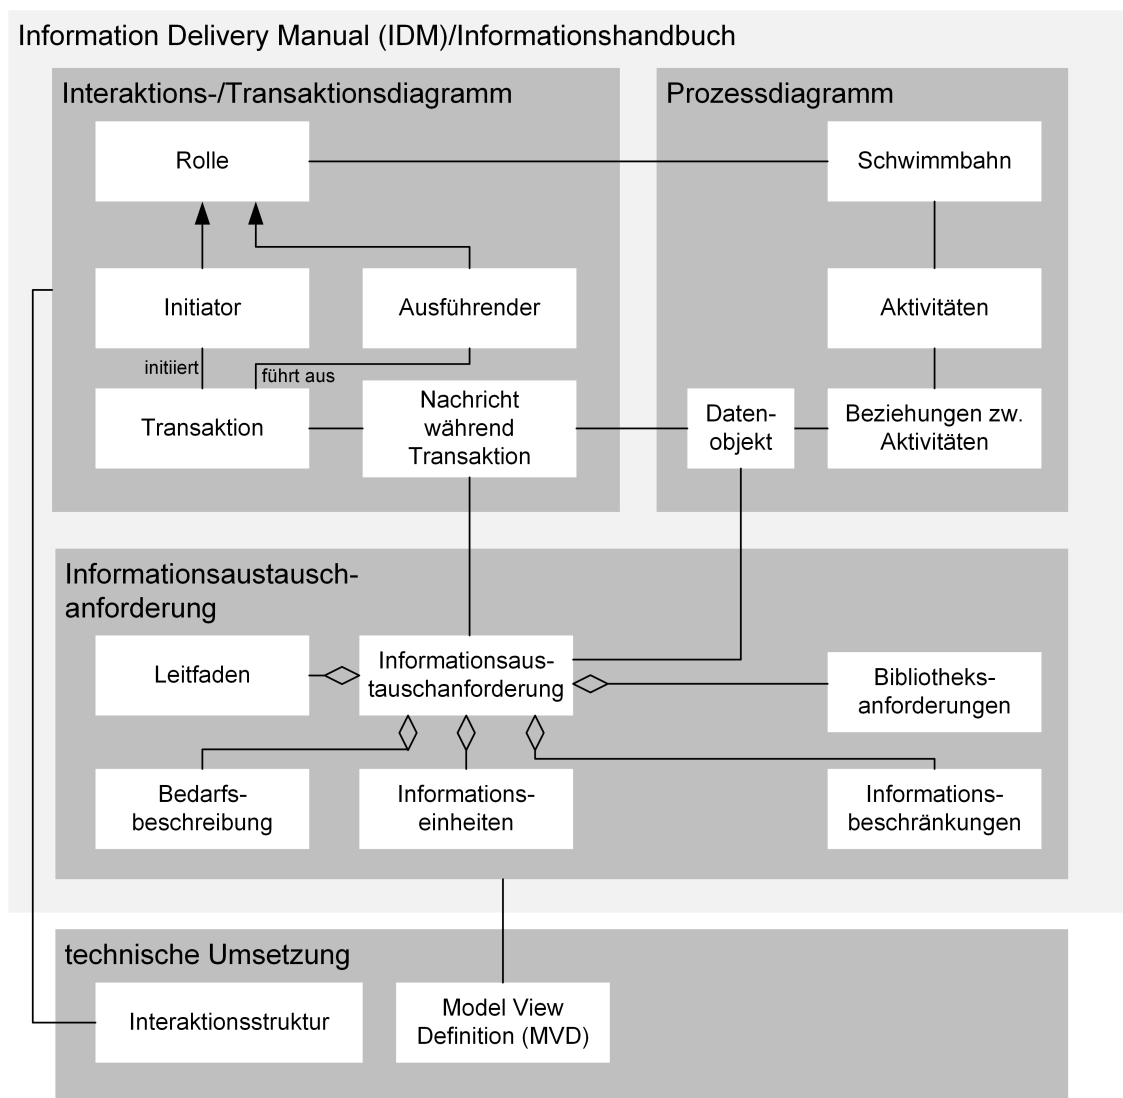 Information Delivery Manual (IDM)/Informationshandbuch
Interaktions-/Transaktionsdiagramm
Rolle
Initiator
Ausführender
initiiert
führt aus
Transaktion
Nachricht
während
Transaktion
Prozessdiagramm
Schwimmbahn
Aktivitäten
Daten-
objekt
Beziehungen zw.
Aktivitäten
Informationsaustausch-
anforderung
Leitfaden
Informationsaus-
tauschanforderung
Bibliotheks-
anforderungen
Bedarfs-
beschreibung
Informations-
einheiten
Informations-
beschränkungen
technische Umsetzung
Interaktionsstruktur
Model View
Definition (MVD)